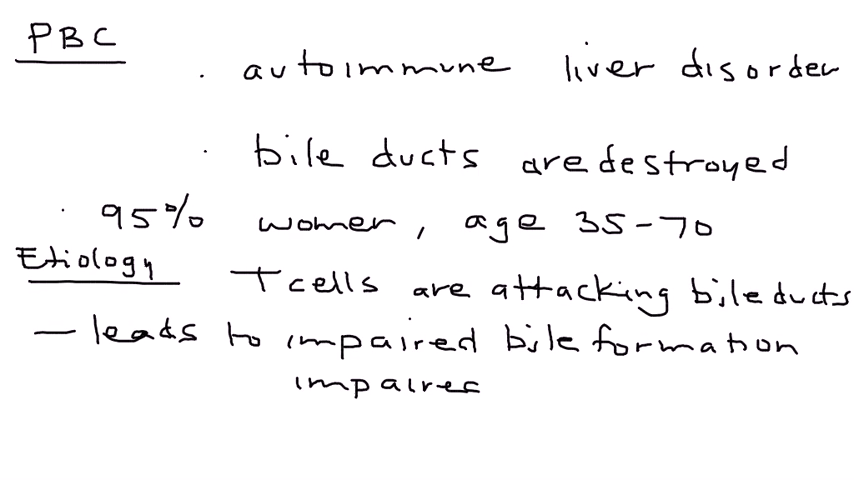 PBC
· autoimmune liver disorder
· bile ducts are destroyed
· 95% women, age 35-70
Etiology T cells are attacking bile ducts
— leads to impaired bile formation
impaired